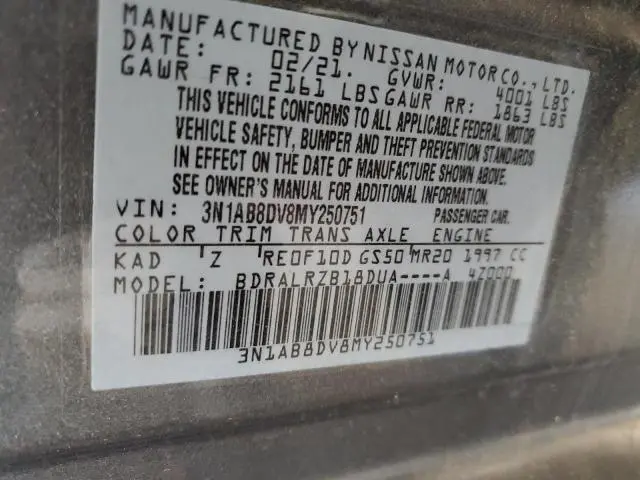 MANUFACTURED BY NISSAN MOTOR CO., LTD.
DATE: 02/21. GVWR: 4001 LBS
GAWR FR: 2161 LBS GAWR RR: 1863 LBS
THIS VEHICLE CONFORMS TO ALL APPLICABLE FEDERAL MOTOR
VEHICLE SAFETY, BUMPER AND THEFT PREVENTION STANDARDS
IN EFFECT ON THE DATE OF MANUFACTURE SHOWN ABOVE.
SEE OWNER'S MANUAL FOR ADDITIONAL INFORMATION.
VIN: 3N1AB8DV8MY250751 PASSENGER CAR.
COLOR TRIM TRANS AXLE ENGINE
KAD Z RE0F10D GS50 MR20 1997 CC
MODEL: BDRALRZB18DUA----A 4Z000
3N1AB8DV8MY250751